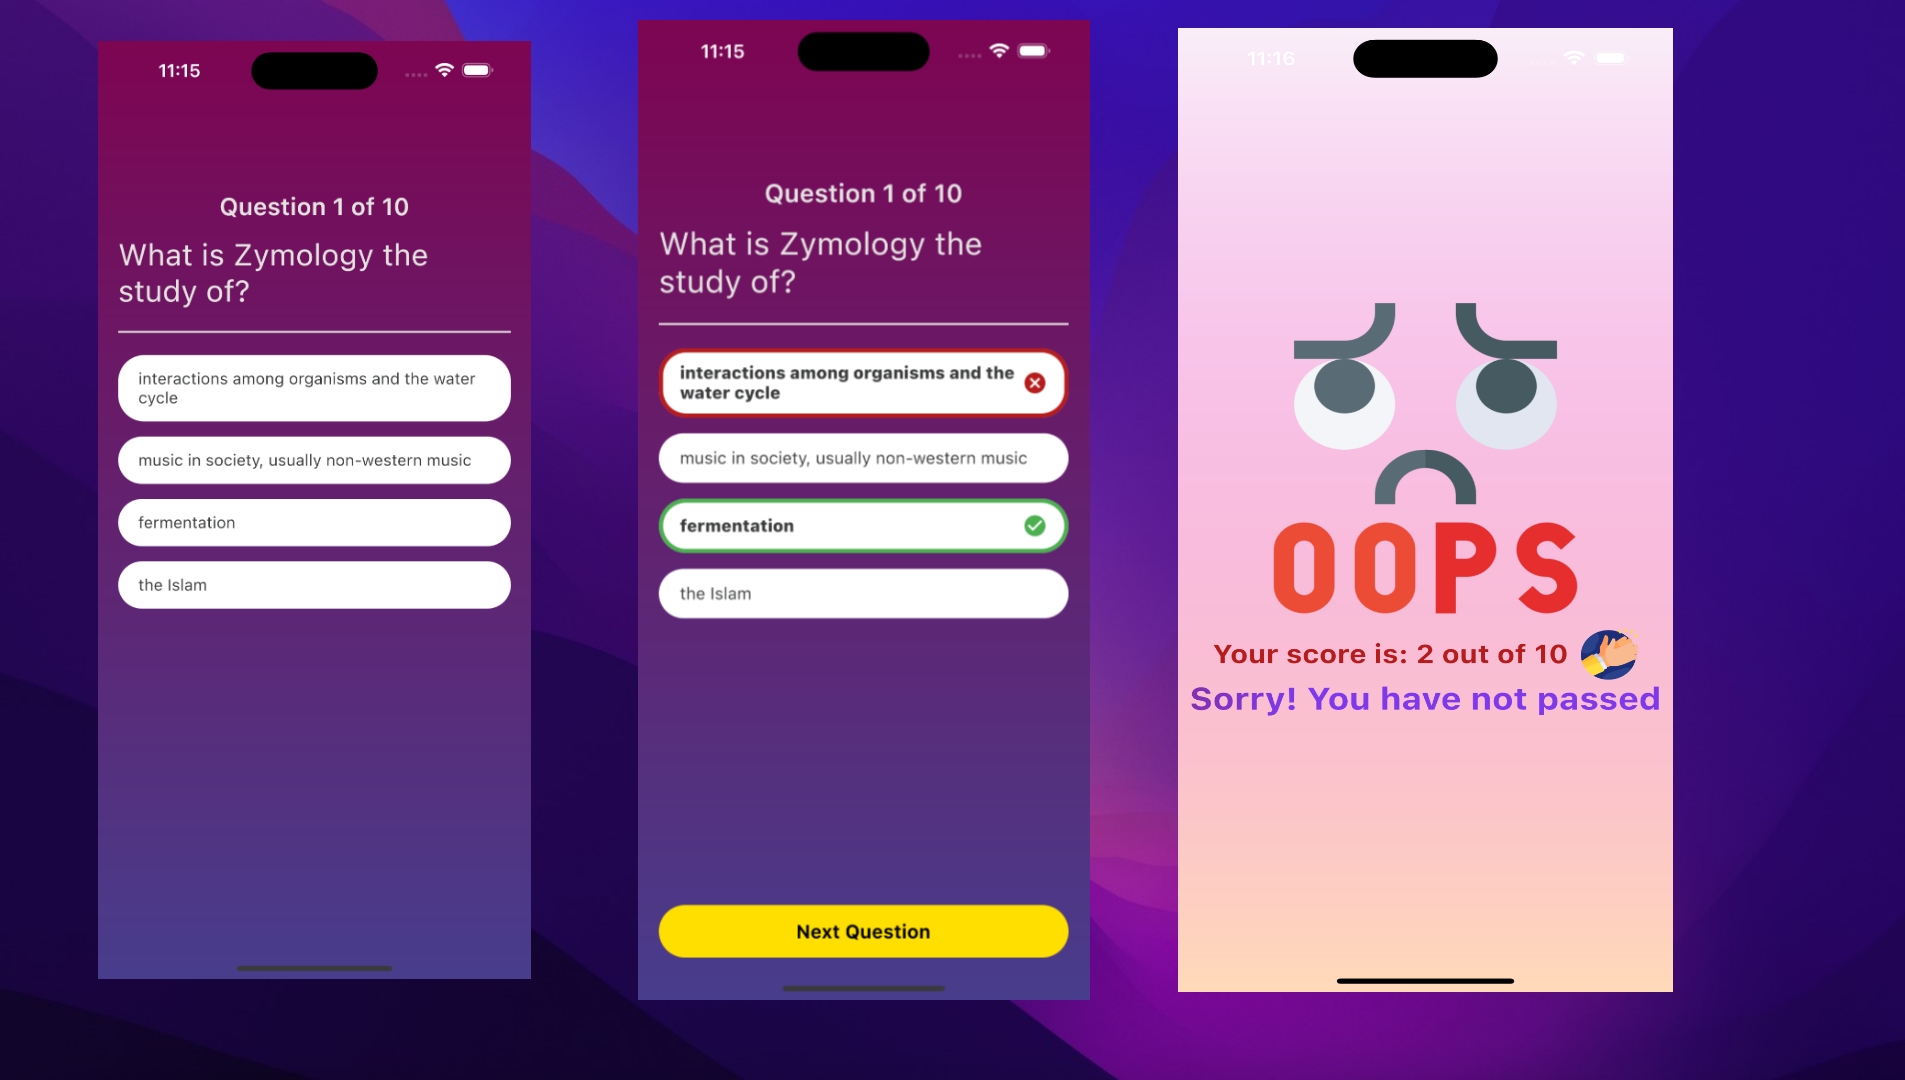 11:15
Question 1 of 10
What is Zymology the
study of?
interactions among organisms and the water
cycle
music in society, usually non-western music
fermentation
the Islam
11:15
Question 1 of 10
What is Zymology the
study of?
interactions among organisms and the
water cycle
music in society, usually non-western music
fermentation
the Islam
Next Question
11:16
OOPS
Your score is: 2 out of 10
Sorry! You have not passed